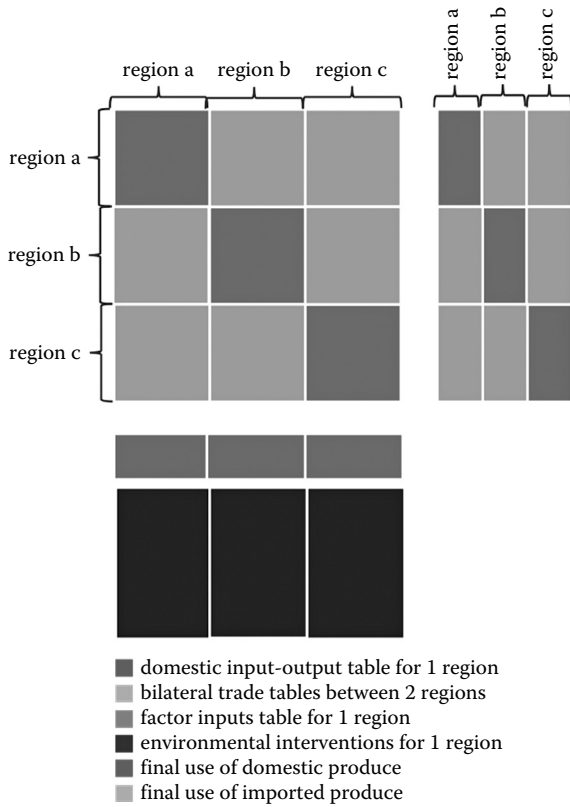 region a region b region c
region a
region b
region c
region a
region b
region c
domestic input-output table for 1 region
bilateral trade tables between 2 regions
factor inputs table for 1 region
environmental interventions for 1 region
final use of domestic produce
final use of imported produce